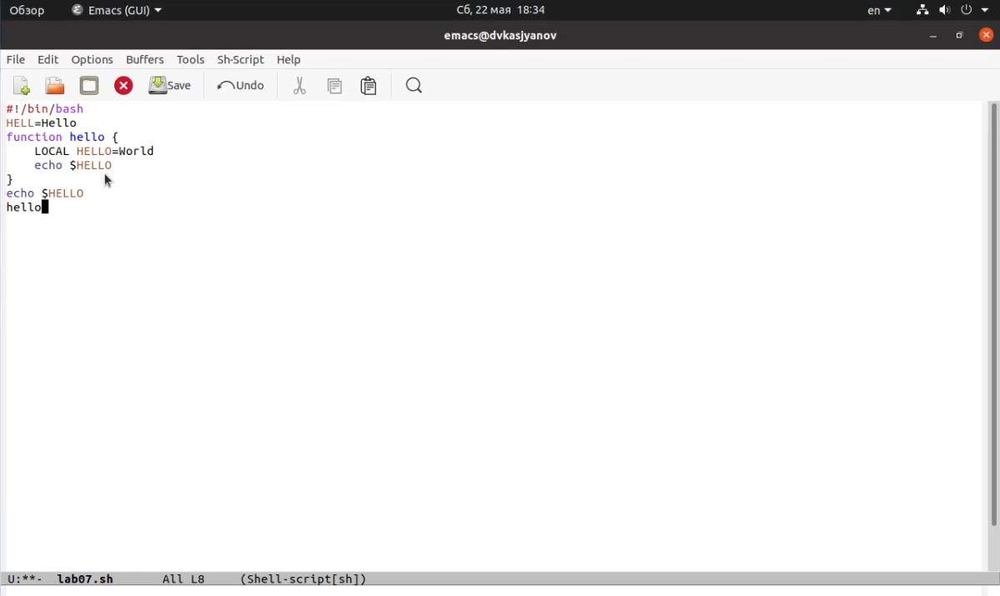 Обзор Emacs (GUI) Сб, 22 мая 18:34 en
emacs@dvkasjyanov
File Edit Options Buffers Tools Sh-Script Help
Save Undo
#!/bin/bash
HELL=Hello
function hello {
    LOCAL HELLO=World
    echo $HELLO
}
echo $HELLO
hello
U:**-  lab07.sh       All L8     (Shell-script[sh])